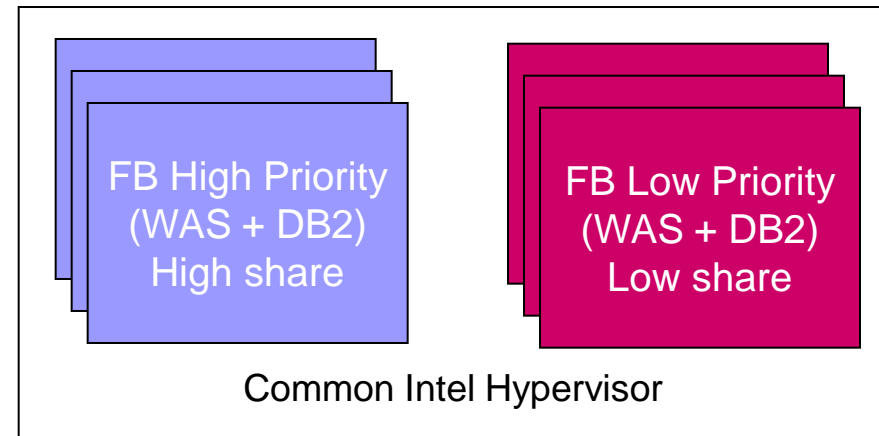 FB High Priority
(WAS + DB2)
High share
FB Low Priority
(WAS + DB2)
Low share
Common Intel Hypervisor